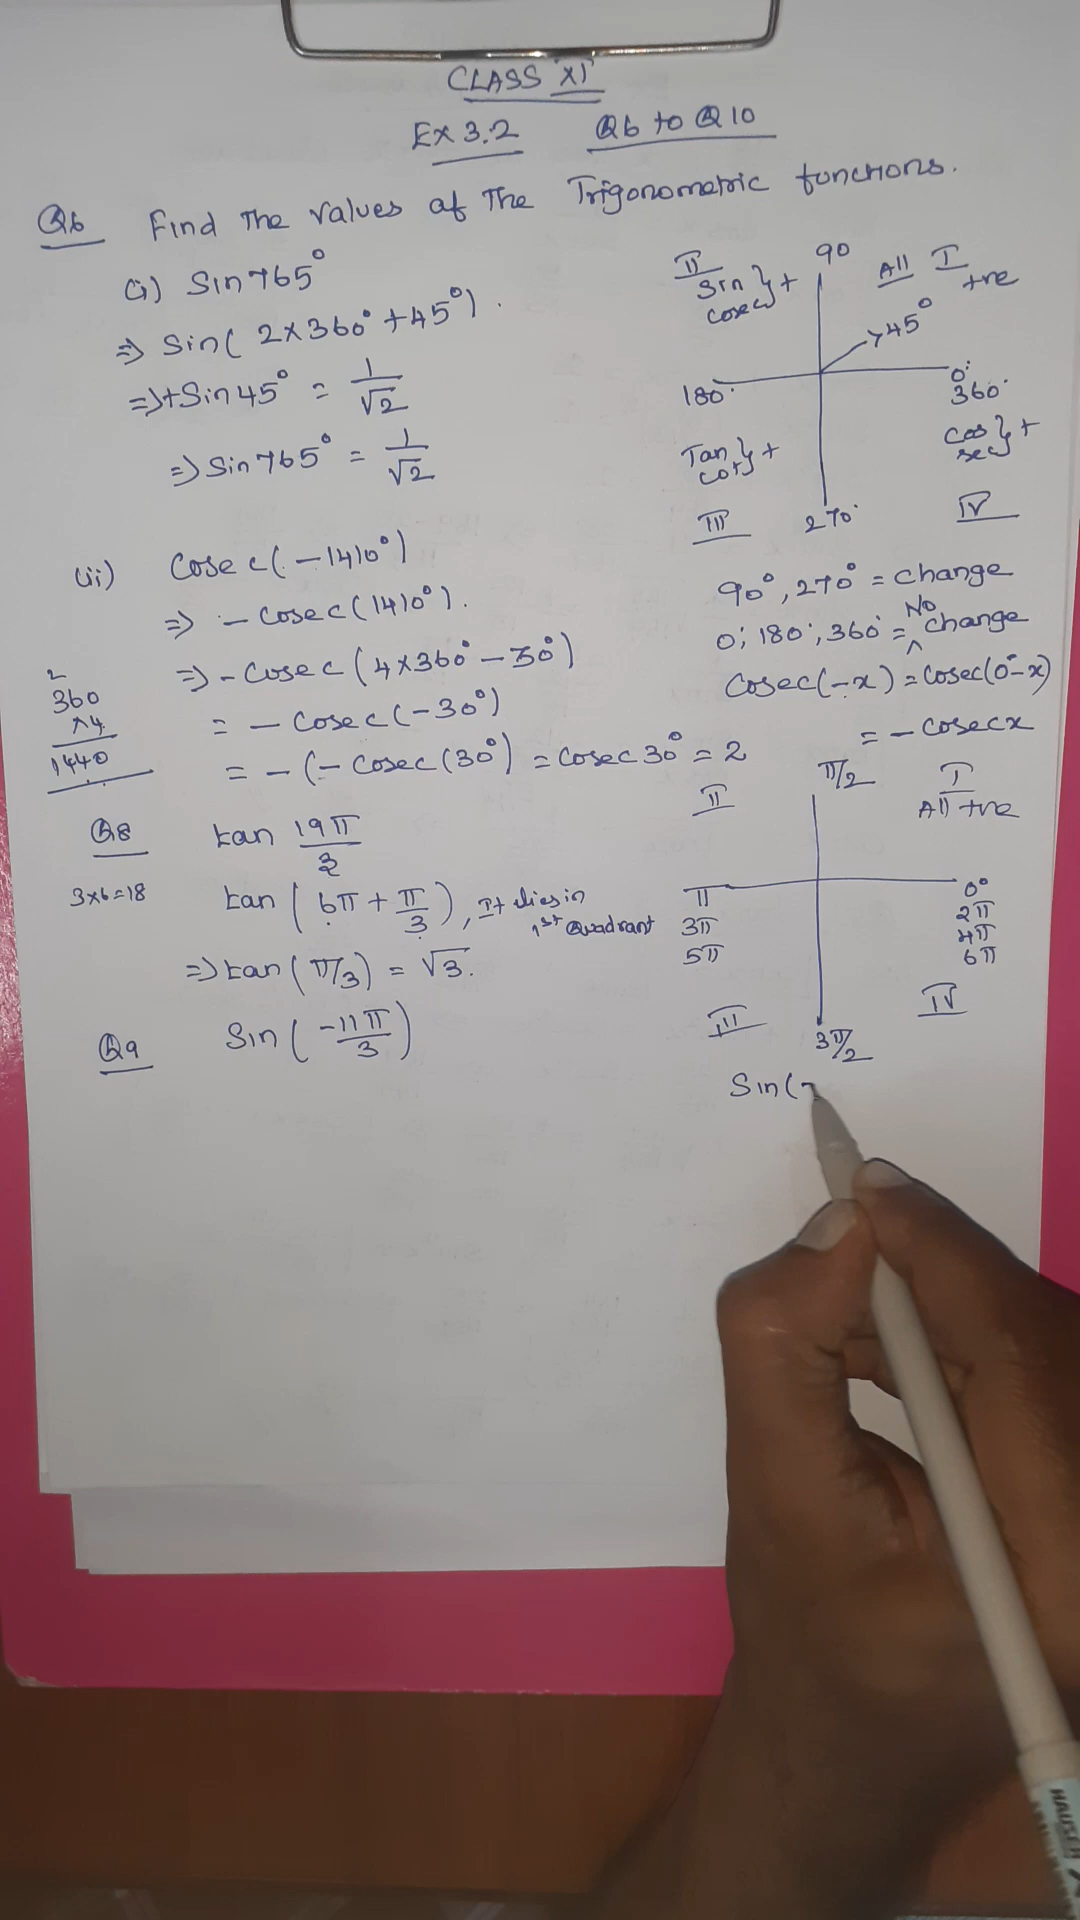 CLASS XI
EX 3.2 Q6 to Q10
Q6 Find The values of The Trigonometric functions.
(i) Sin 765°
⇒ Sin( 2×360° + 45°).
⇒ +Sin 45° = 1/√2
⇒ Sin 765° = 1/√2
II
Sin } +
cosec
90
All I
+ve
45°
180°
0°
360°
Tan } +
cot
cos } +
sec
III
270°
IV
(ii) Cosec(-1410°)
⇒ - Cosec(1410°).
⇒ - Cosec(4×360° - 30°)
= - Cosec(-30°)
= - (- Cosec(30°) = Cosec 30° = 2
2
360
×4
1440
90°, 270° = change
0°, 180°, 360° = No change
Cosec(-x) = Cosec(0°-x)
= - Cosecx
Q8 tan 19π/3
3×6=18 tan( 6π + π/3 ), It lies in
1st Quadrant
⇒ tan( π/3 ) = √3.
II
π/2
I
All +ve
π
3π
5π
0°
2π
4π
6π
III
3π/2
IV
Q9 Sin( -11π/3 )
Sin(-
HAUSER X